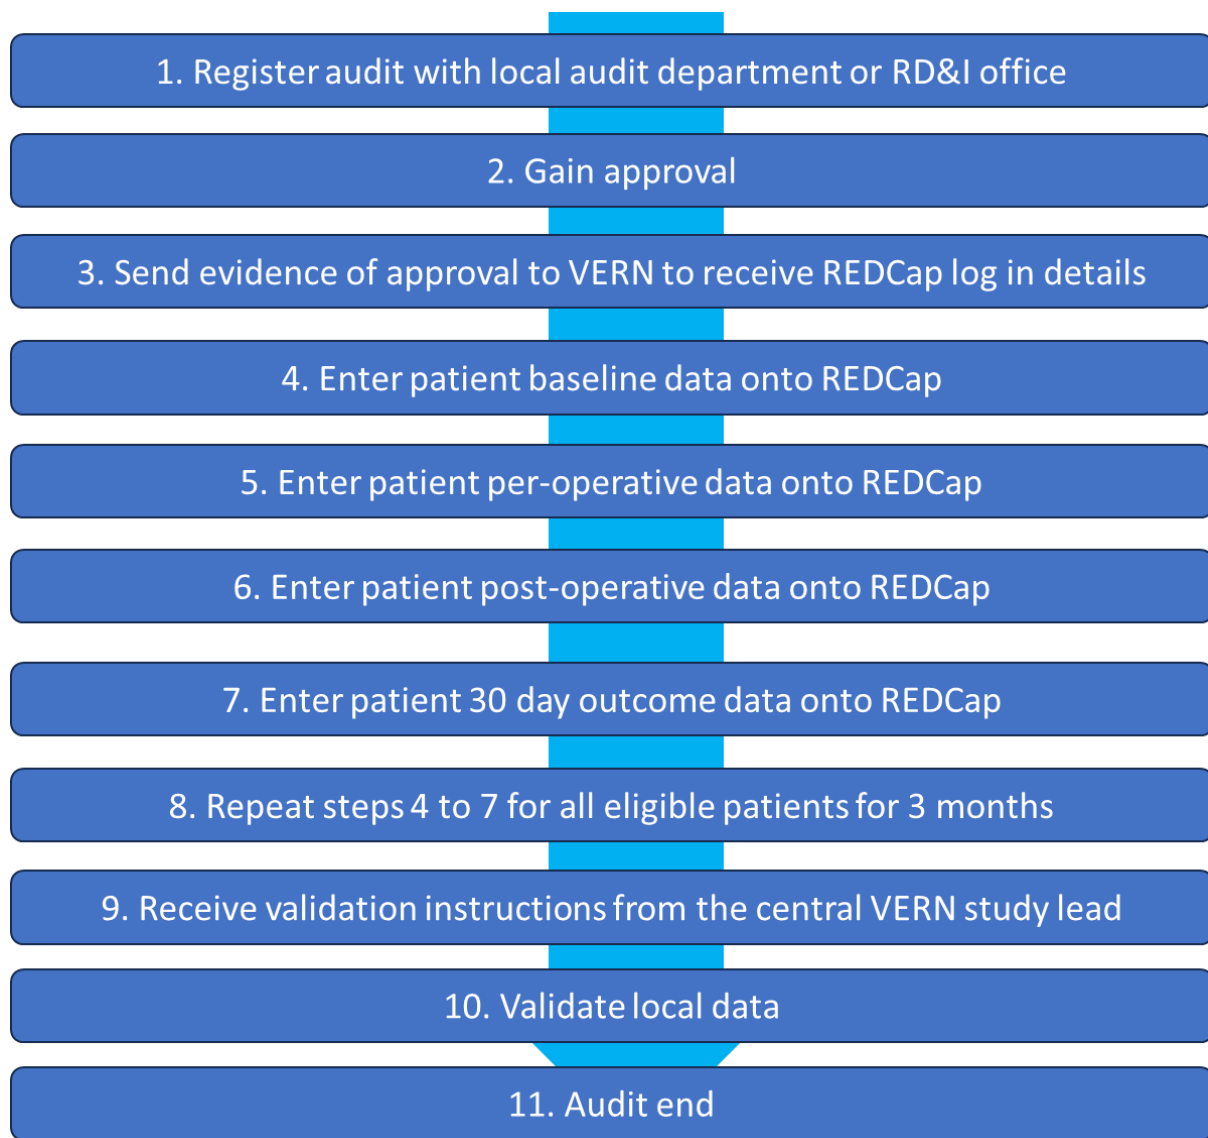 1. Register audit with local audit department or RD&I office
2. Gain approval
3. Send evidence of approval to VERN to receive REDCap log in details
4. Enter patient baseline data onto REDCap
5. Enter patient per-operative data onto REDCap
6. Enter patient post-operative data onto REDCap
7. Enter patient 30 day outcome data onto REDCap
8. Repeat steps 4 to 7 for all eligible patients for 3 months
9. Receive validation instructions from the central VERN study lead
10. Validate local data
11. Audit end